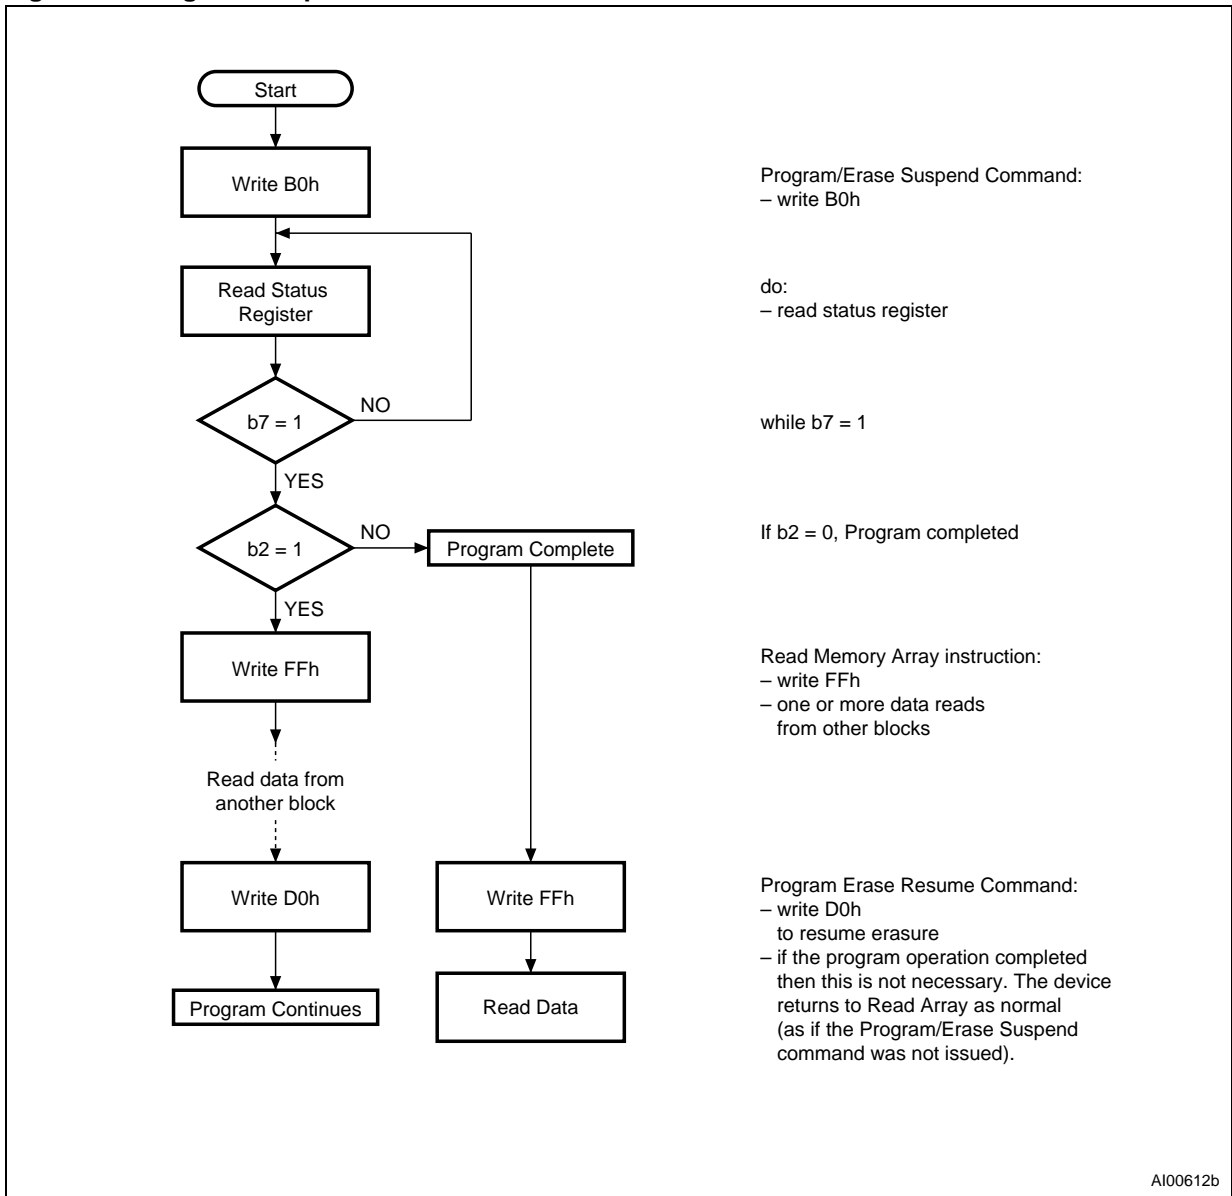 Start
Write B0h
Program/Erase Suspend Command:
– write B0h
Read Status
Register
do:
– read status register
b7 = 1
NO
while b7 = 1
YES
b2 = 1
NO
Program Complete
If b2 = 0, Program completed
YES
Write FFh
Read Memory Array instruction:
– write FFh
– one or more data reads
from other blocks
Read data from
another block
Write D0h
Write FFh
Program Erase Resume Command:
– write D0h
to resume erasure
– if the program operation completed
then this is not necessary. The device
returns to Read Array as normal
(as if the Program/Erase Suspend
command was not issued).
Program Continues
Read Data
AI00612b